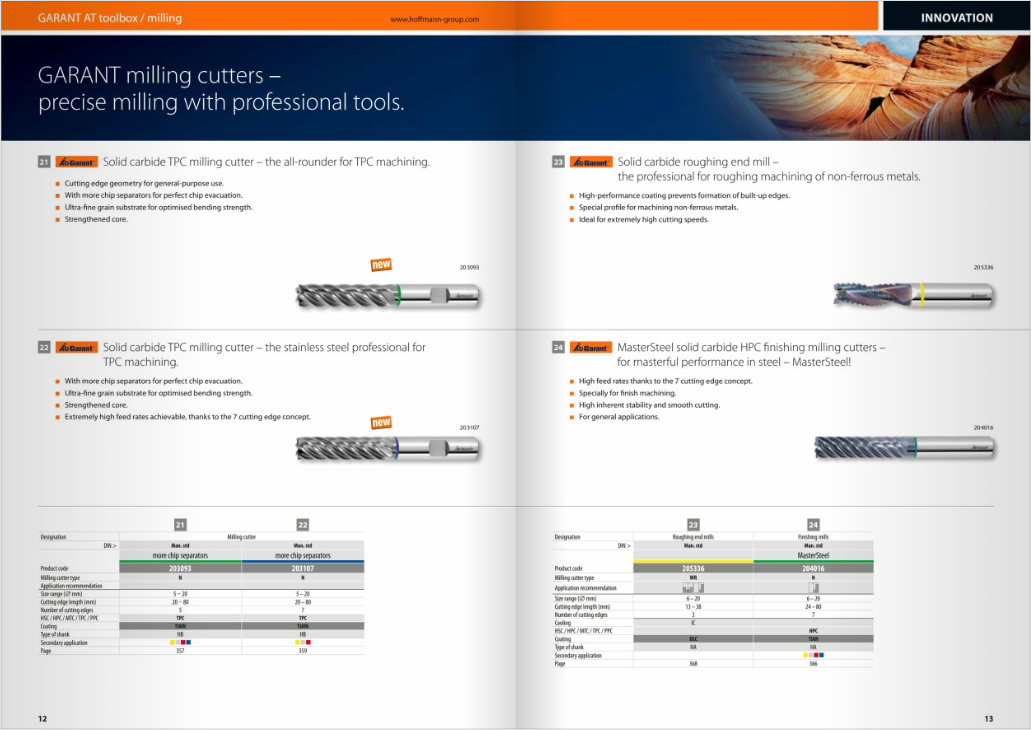 GARANT AT toolbox / milling
www.hoffmann-group.com
INNOVATION
GARANT milling cutters –
precise milling with professional tools.
21 Garant Solid carbide TPC milling cutter – the all-rounder for TPC machining.
Cutting edge geometry for general-purpose use.
With more chip separators for perfect chip evacuation.
Ultra-fine grain substrate for optimised bending strength.
Strengthened core.
new
203093
22 Garant Solid carbide TPC milling cutter – the stainless steel professional for
TPC machining.
With more chip separators for perfect chip evacuation.
Ultra-fine grain substrate for optimised bending strength.
Strengthened core.
Extremely high feed rates achievable, thanks to the 7 cutting edge concept.
new
203107
21 22
Designation Milling cutter
DIN > Man. std Man. std
more chip separators more chip separators
Product code 203093 203107
Milling cutter type N N
Application recommendation
Size range (∅ mm) 5 – 20 5 – 20
Cutting edge length (mm) 20 – 80 20 – 80
Number of cutting edges 5 7
HSC / HPC / MTC / TPC / PPC TPC TPC
Coating TiAlN TiAlN
Type of shank HB HB
Secondary application
Page 357 359
12
23 Garant Solid carbide roughing end mill –
the professional for roughing machining of non-ferrous metals.
High-performance coating prevents formation of built-up edges.
Special profile for machining non-ferrous metals.
Ideal for extremely high cutting speeds.
205336
24 Garant MasterSteel solid carbide HPC finishing milling cutters –
for masterful performance in steel – MasterSteel!
High feed rates thanks to the 7 cutting edge concept.
Specially for finish machining.
High inherent stability and smooth cutting.
For general applications.
204016
23 24
Designation Roughing end mills Finishing mills
DIN > Man. std Man. std
MasterSteel
Product code 205336 204016
Milling cutter type WR N
Application recommendation
Size range (∅ mm) 6 – 20 6 – 20
Cutting edge length (mm) 13 – 38 24 – 80
Number of cutting edges 3 7
Cooling IC
HSC / HPC / MTC / TPC / PPC HPC
Coating DLC TiAlN
Type of shank HA HA
Secondary application
Page 368 366
13